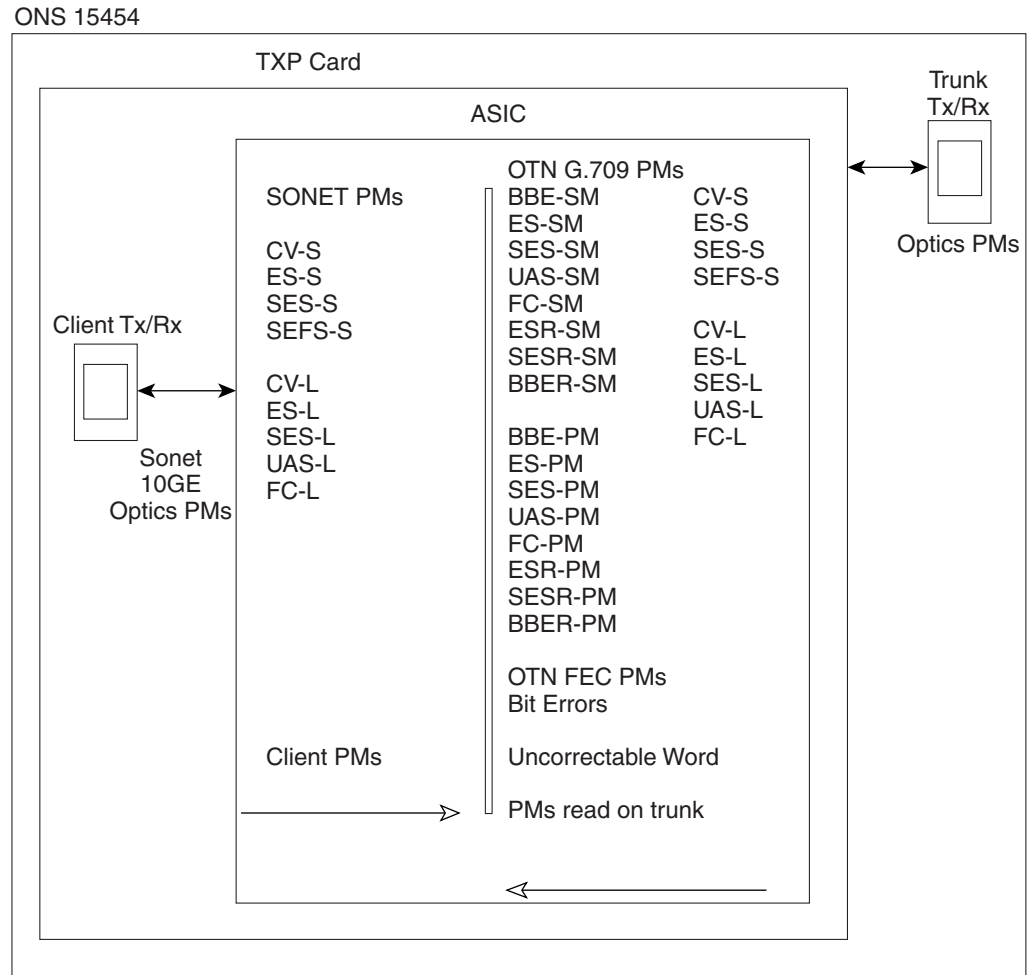 ONS 15454
TXP Card
Trunk
Tx/Rx
Optics PMs
ASIC
Client Tx/Rx
Sonet
10GE
Optics PMs
SONET PMs
CV-S
ES-S
SES-S
SEFS-S
CV-L
ES-L
SES-L
UAS-L
FC-L
Client PMs
OTN G.709 PMs
BBE-SM
ES-SM
SES-SM
UAS-SM
FC-SM
ESR-SM
SESR-SM
BBER-SM
BBE-PM
ES-PM
SES-PM
UAS-PM
FC-PM
ESR-PM
SESR-PM
BBER-PM
OTN FEC PMs
Bit Errors
Uncorrectable Word
PMs read on trunk
CV-S
ES-S
SES-S
SEFS-S
CV-L
ES-L
SES-L
UAS-L
FC-L